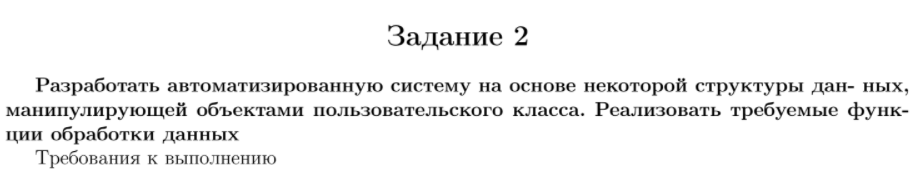 Задание 2
Разработать автоматизированную систему на основе некоторой структуры дан- ных,
манипулирующей объектами пользовательского класса. Реализовать требуемые функ-
ции обработки данных
Требования к выполнению